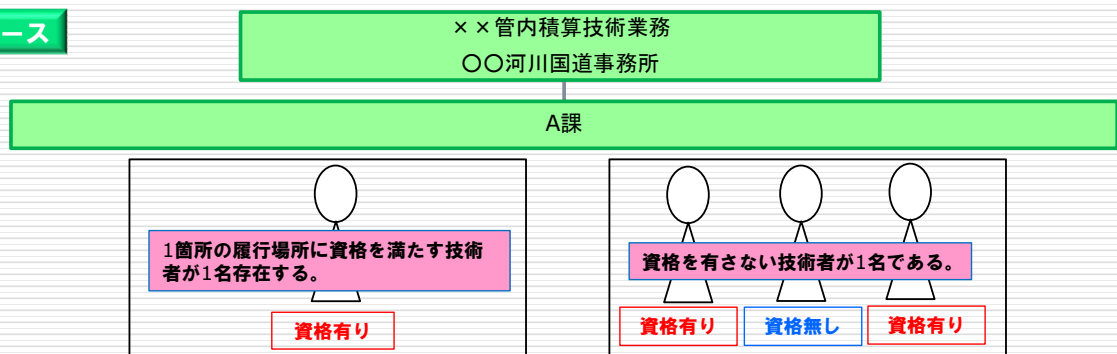 ース
××管内積算技術業務
〇〇河川国道事務所
A課
1箇所の履行場所に資格を満たす技術
者が1名存在する。
資格を有さない技術者が1名である。
資格有り
資格有り
資格無し
資格有り